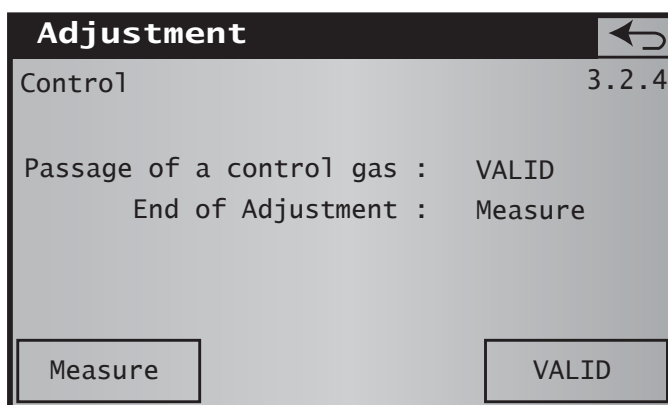 Adjustment
Control 3.2.4
Passage of a control gas : VALID
End of Adjustment : Measure
Measure VALID